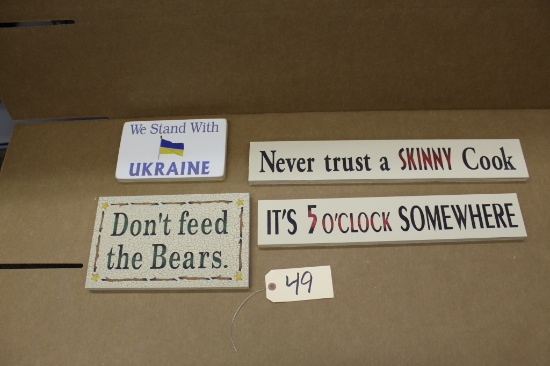 We Stand With
UKRAINE
Never trust a SKINNY Cook
Don't feed
the Bears.
IT'S 5 O'CLOCK SOMEWHERE
49